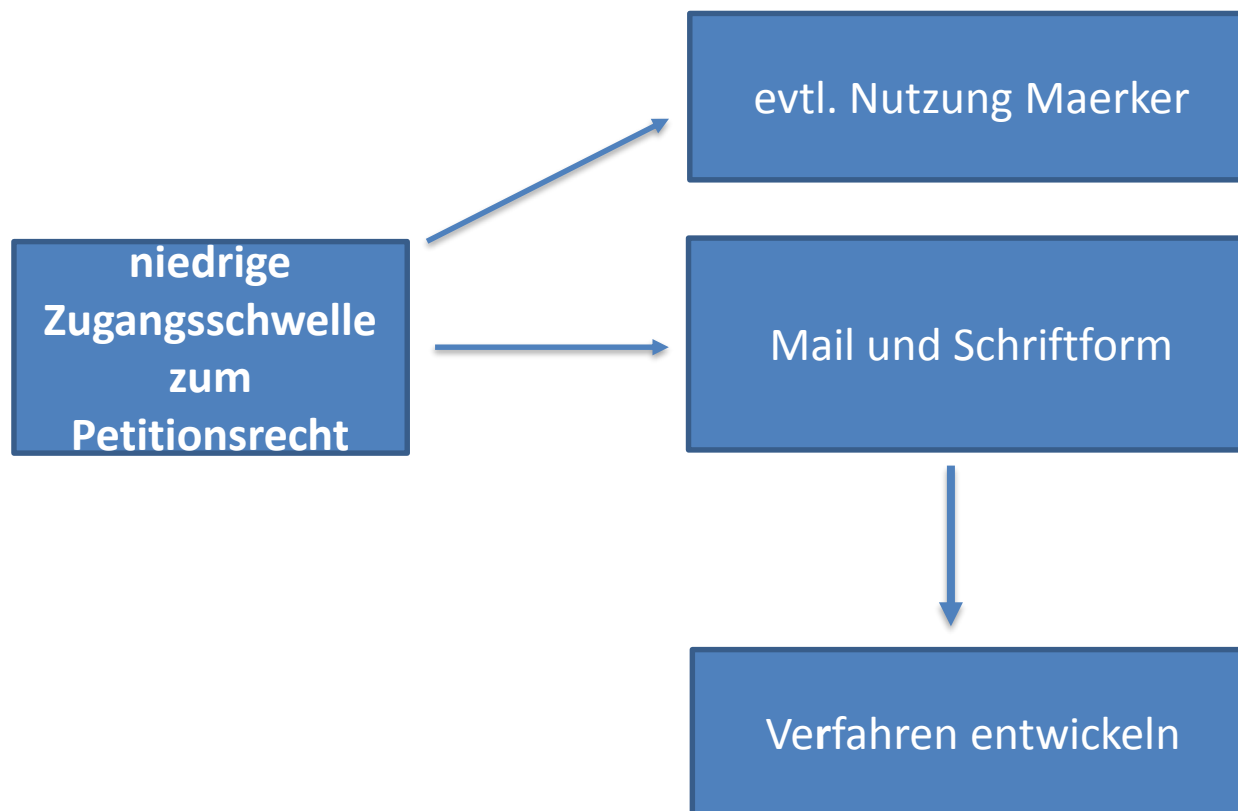 evtl. Nutzung Maerker
niedrige
Zugangsschwelle
zum
Petitionsrecht
Mail und Schriftform
Verfahren entwickeln